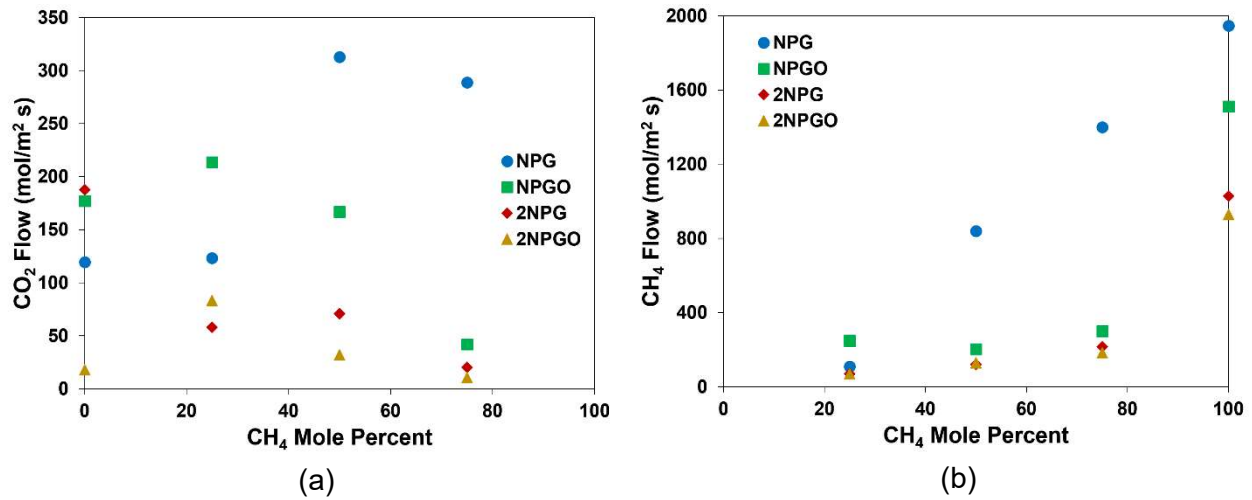 350
300
250
200
150
100
50
0
0 20 40 60 80 100
CO₂ Flow (mol/m² s)
CH₄ Mole Percent
NPG
NPGO
2NPG
2NPGO
(a)
2000
1600
1200
800
400
0
0 20 40 60 80 100
CH₄ Flow (mol/m² s)
CH₄ Mole Percent
NPG
NPGO
2NPG
2NPGO
(b)